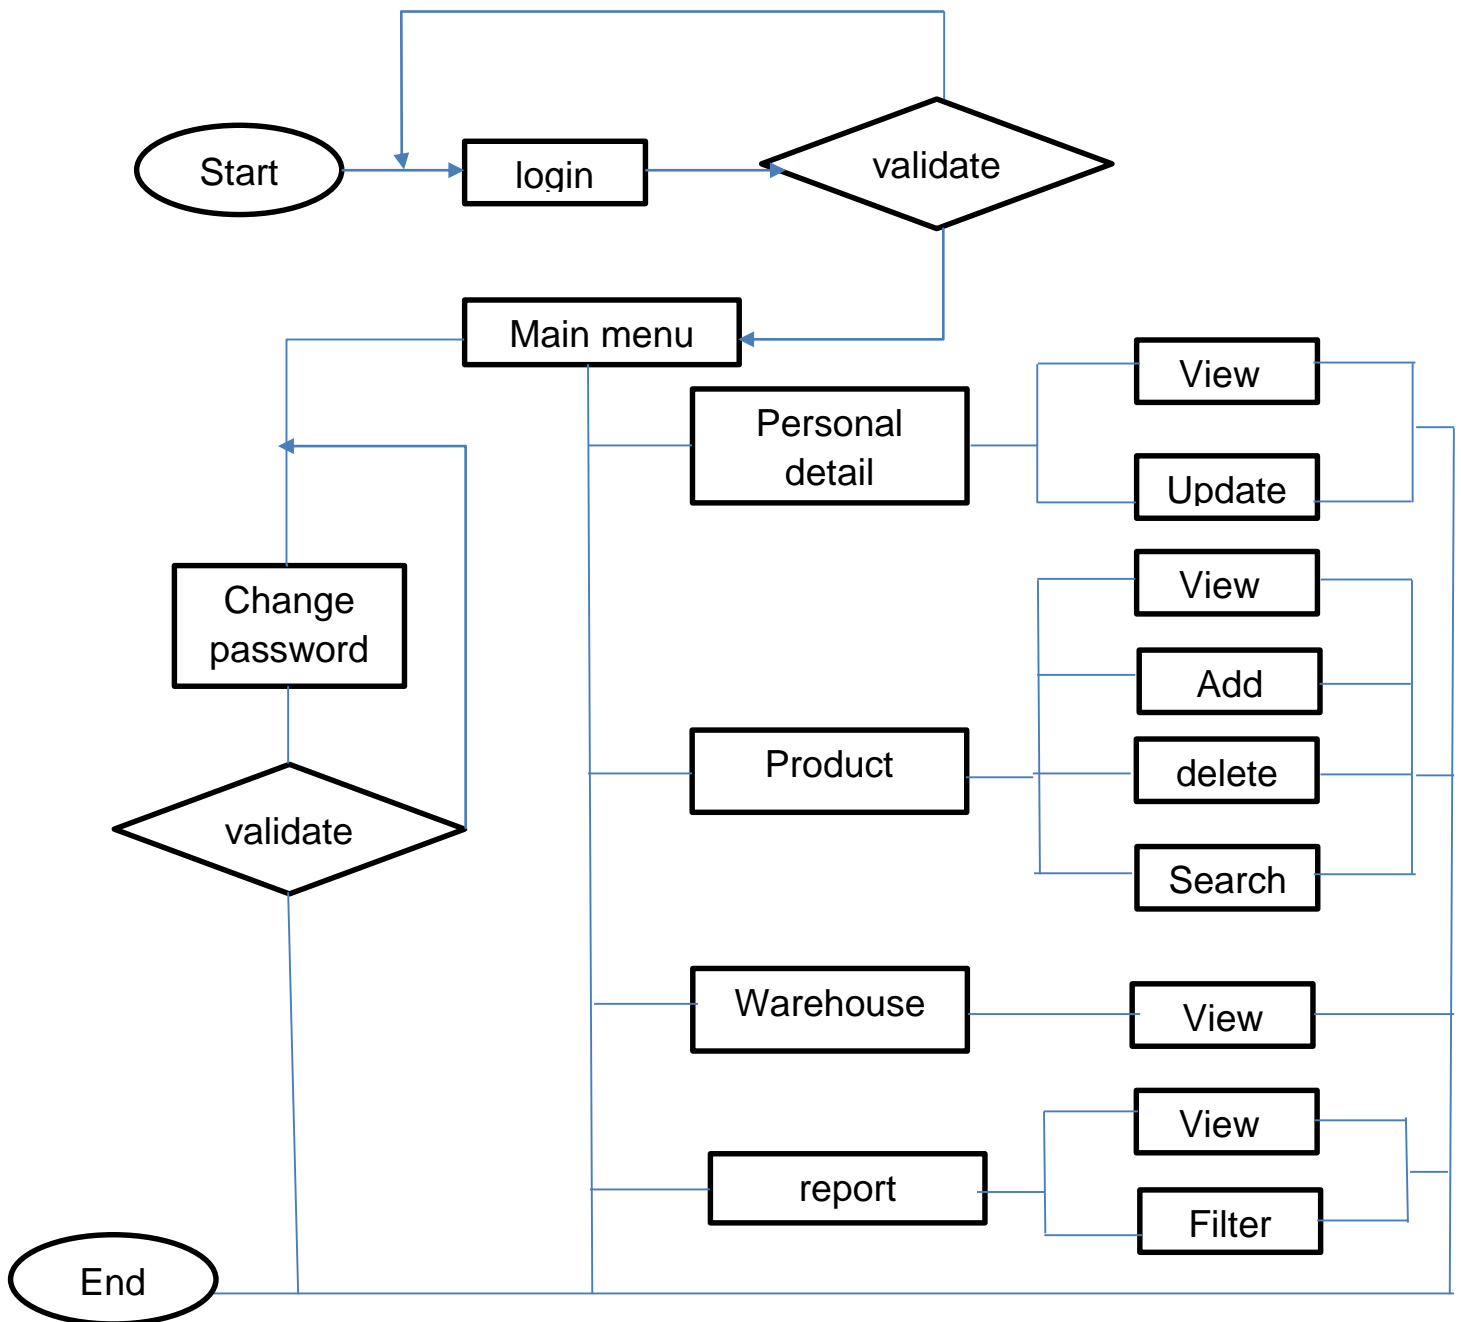 Start
login
validate
Main menu
Personal
detail
View
Update
Change
password
validate
Product
View
Add
delete
Search
Warehouse
View
report
View
Filter
End